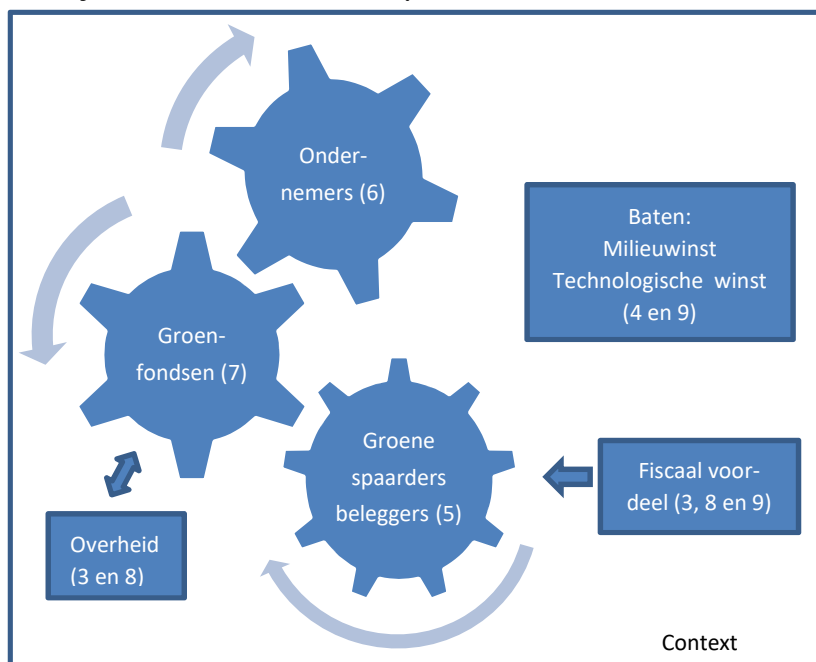 Onder-
nemers (6)
Baten:
Milieuwinst
Technologische winst
(4 en 9)
Groen-
fondsen (7)
Groene
spaarders
beleggers (5)
Fiscaal voor-
deel (3, 8 en 9)
Overheid
(3 en 8)
Context